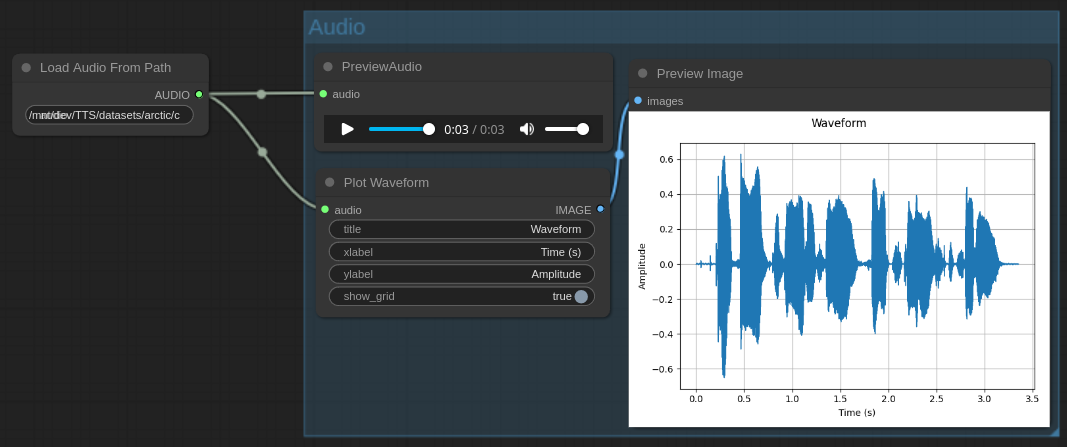 Audio
Load Audio From Path
AUDIO
/mnt/dev/TTS/datasets/arctic/c
PreviewAudio
audio
0:03 / 0:03
Plot Waveform
audio
IMAGE
title Waveform
xlabel Time (s)
ylabel Amplitude
show_grid true
Preview Image
images
Waveform
Amplitude
0.6
0.4
0.2
0.0
−0.2
−0.4
−0.6
0.0 0.5 1.0 1.5 2.0 2.5 3.0 3.5
Time (s)